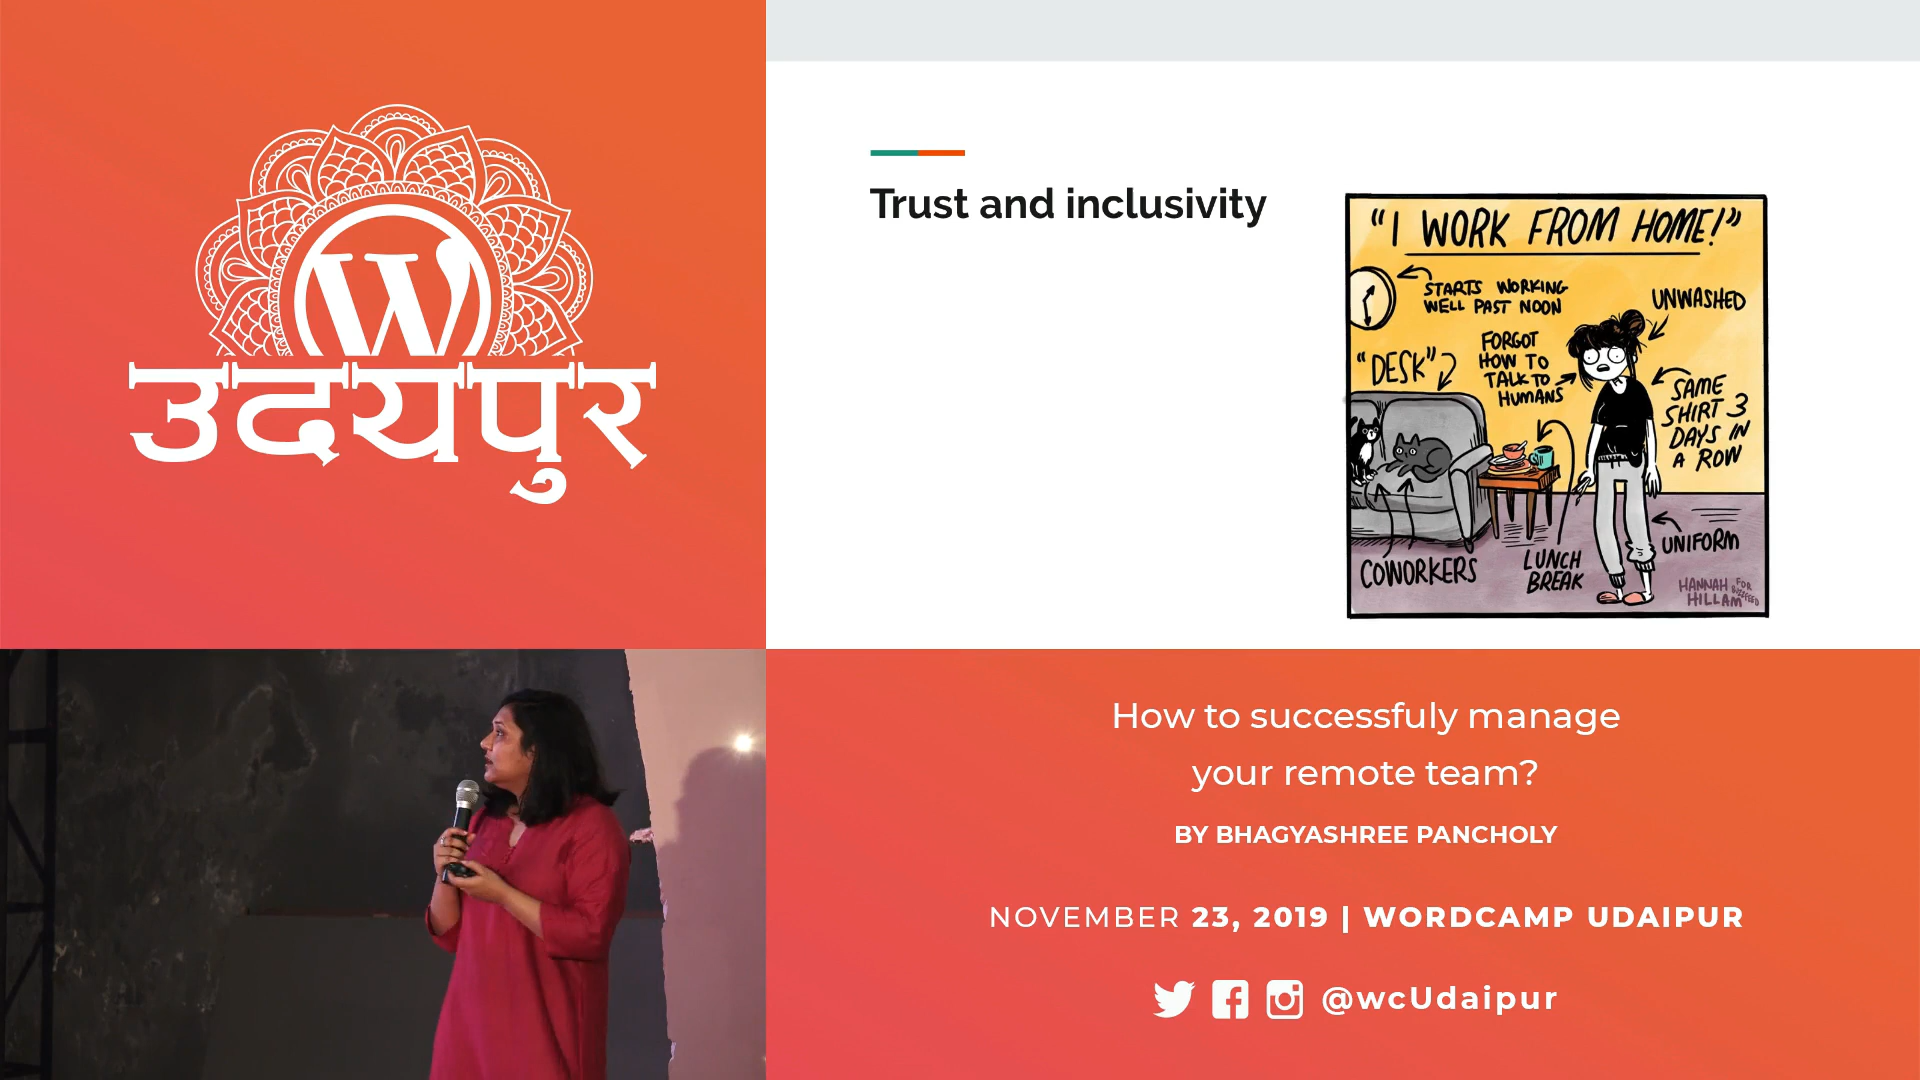 W
उदयपुर
Trust and inclusivity
"I WORK FROM HOME!"
STARTS WORKING
WELL PAST NOON
UNWASHED
FORGOT
HOW TO
TALK TO
HUMANS
"DESK"
SAME
SHIRT 3
DAYS IN
A ROW
UNIFORM
COWORKERS
LUNCH
BREAK
HANNAH
HILLAM
FOR
BUZZFEED
How to successfuly manage
your remote team?
BY BHAGYASHREE PANCHOLY
NOVEMBER 23, 2019 | WORDCAMP UDAIPUR
@wcUdaipur